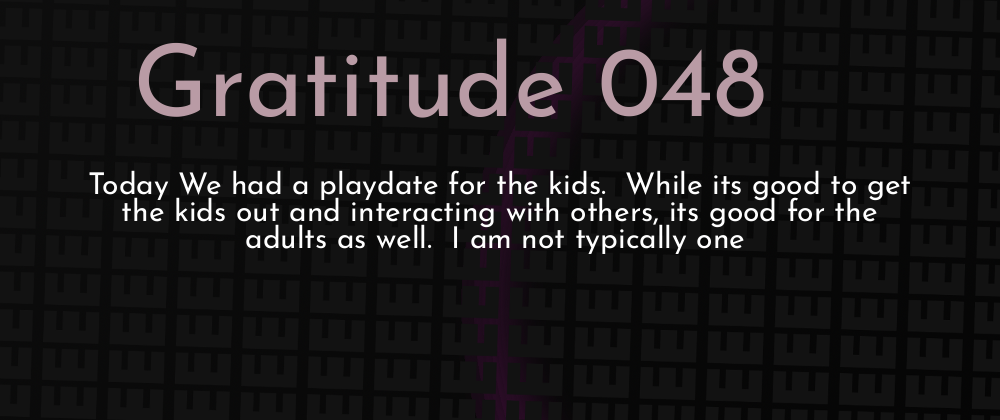 Gratitude 048
Today We had a playdate for the kids.  While its good to get
the kids out and interacting with others, its good for the
adults as well.  I am not typically one